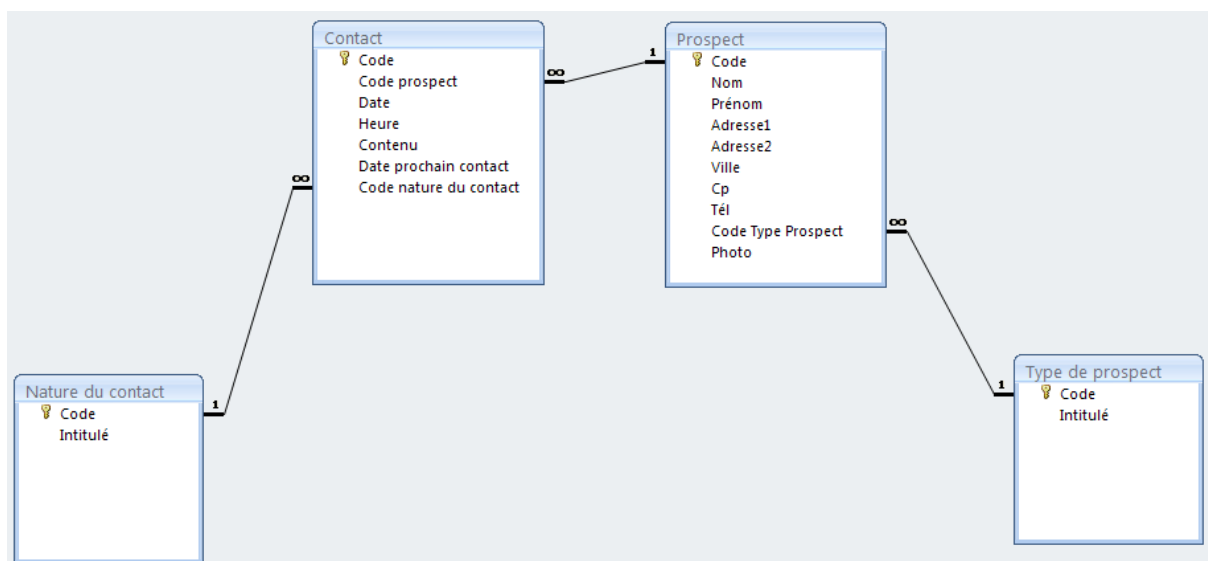 Contact
Code
Code prospect
Date
Heure
Contenu
Date prochain contact
Code nature du contact
∞
∞
1
Prospect
Code
Nom
Prénom
Adresse1
Adresse2
Ville
Cp
Tél
Code Type Prospect
Photo
∞
Nature du contact
Code
Intitulé
1
1
Type de prospect
Code
Intitulé